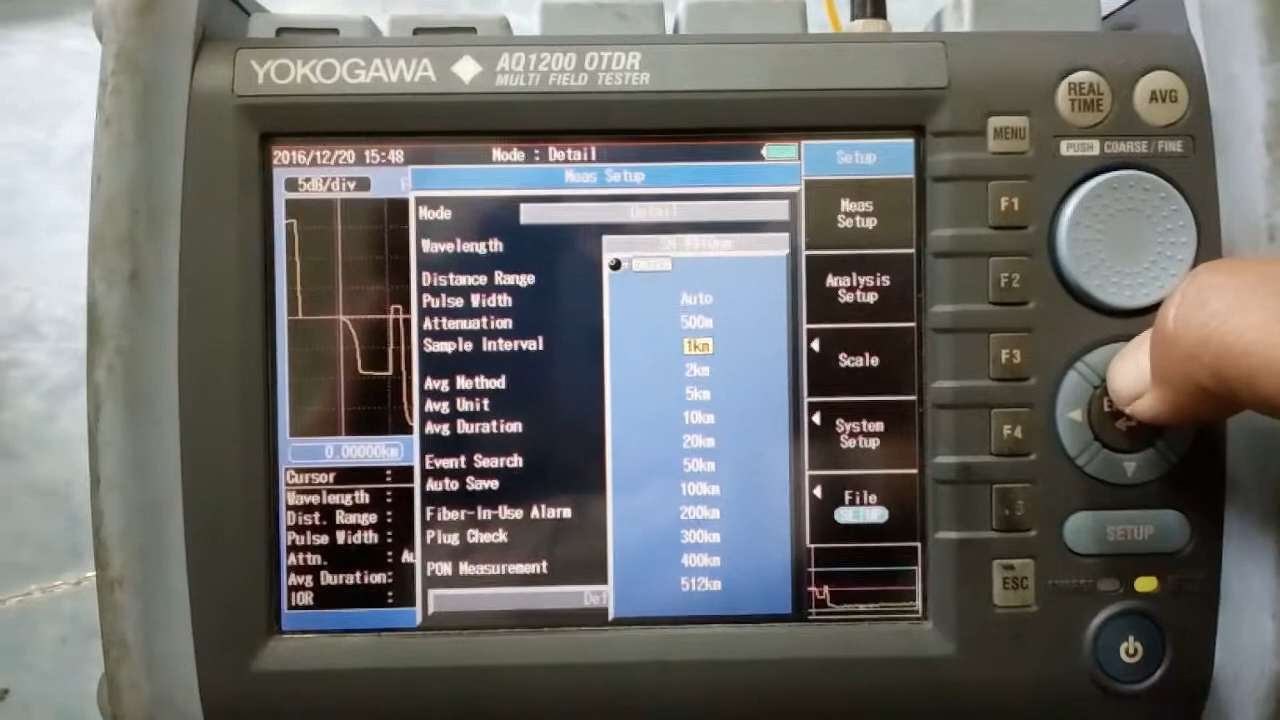 YOKOGAWA AQ1200 OTDR
MULTI FIELD TESTER
REAL TIME
AVG
MENU
PUSH COARSE / FINE
2016/12/20 15:48
Mode : Detail
Setup
5dB/div
Meas Setup
Mode
Detail
Wavelength
Distance Range
Pulse Width
Attenuation
Sample Interval
Avg Method
Avg Unit
Avg Duration
Event Search
Auto Save
Fiber-In-Use Alarm
Plug Check
PON Measurement
Auto
500m
1km
2km
5km
10km
20km
50km
100km
200km
300km
400km
512km
Meas
Setup
Analysis
Setup
Scale
System
Setup
File
SETUP
0.00000km
Cursor :
Wavelength :
Dist. Range :
Pulse Width :
Attn. :
Avg Duration:
IOR :
F1
F2
F3
F4
ESC
SETUP